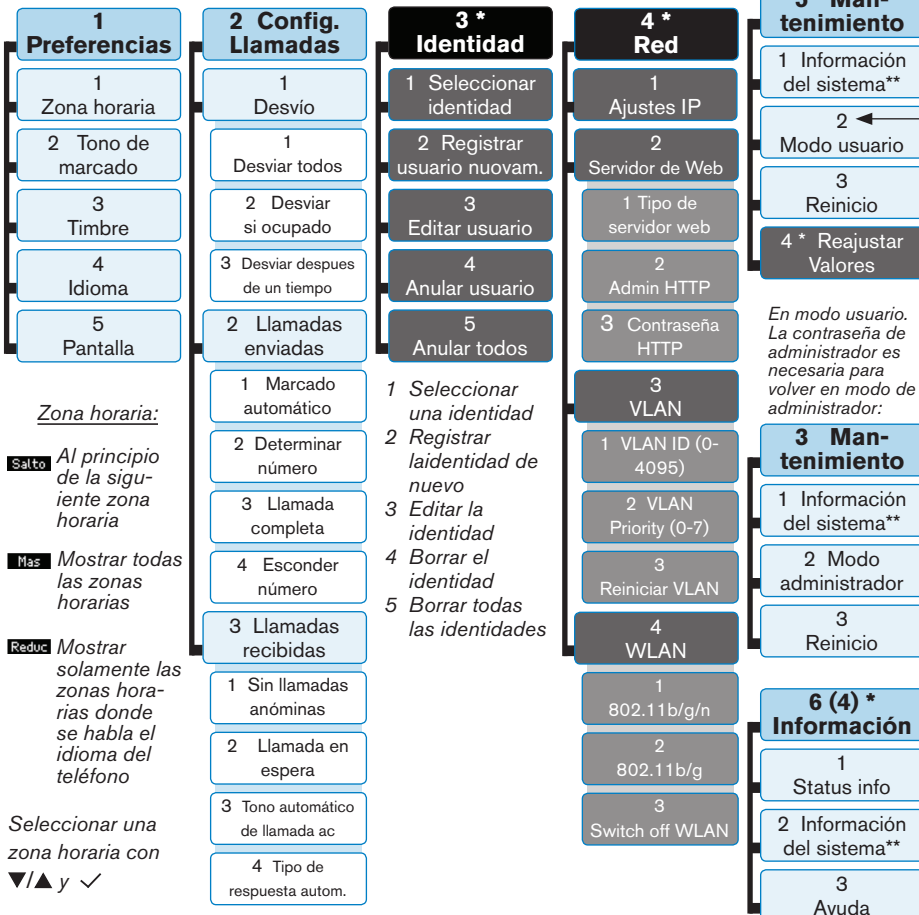 1
Preferencias
1
Zona horaria
2 Tono de
marcado
3
Timbre
4
Idioma
5
Pantalla
Zona horaria:
Salto Al principio
de la sigu-
iente zona
horaria
Mas Mostrar todas
las zonas
horarias
Reduc Mostrar
solamente las
zonas hora-
rias donde
se habla el
idioma del
teléfono
Seleccionar una
zona horaria con
▼/▲ y ✓
2 Config.
Llamadas
1
Desvío
1
Desviar todos
2 Desviar
si ocupado
3 Desviar despues
de un tiempo
2 Llamadas
enviadas
1 Marcado
automático
2 Determinar
número
3 Llamada
completa
4 Esconder
número
3 Llamadas
recibidas
1 Sin llamadas
anóminas
2 Llamada en
espera
3 Tono automático
de llamada ac
4 Tipo de
respuesta autom.
3 *
Identidad
1 Seleccionar
identidad
2 Registrar
usuario nuovam.
3
Editar usuario
4
Anular usuario
5
Anular todos
1 Seleccionar
una identidad
2 Registrar
laidentidad de
nuevo
3 Editar la
identidad
4 Borrar el
identidad
5 Borrar todas
las identidades
4 *
Red
1
Ajustes IP
2
Servidor de Web
1 Tipo de
servidor web
2
Admin HTTP
3 Contraseña
HTTP
3
VLAN
1 VLAN ID (0-
4095)
2 VLAN
Priority (0-7)
3
Reiniciar VLAN
4
WLAN
1
802.11b/g/n
2
802.11b/g
3
Switch off WLAN
5 Man-
tenimiento
1 Información
del sistema**
2
Modo usuario
3
Reinicio
4 * Reajustar
Valores
En modo usuario.
La contraseña de
administrador es
necesaria para
volver en modo de
administrador:
3 Man-
tenimiento
1 Información
del sistema**
2 Modo
administrador
3
Reinicio
6 (4) *
Información
1
Status info
2 Información
del sistema**
3
Ayuda